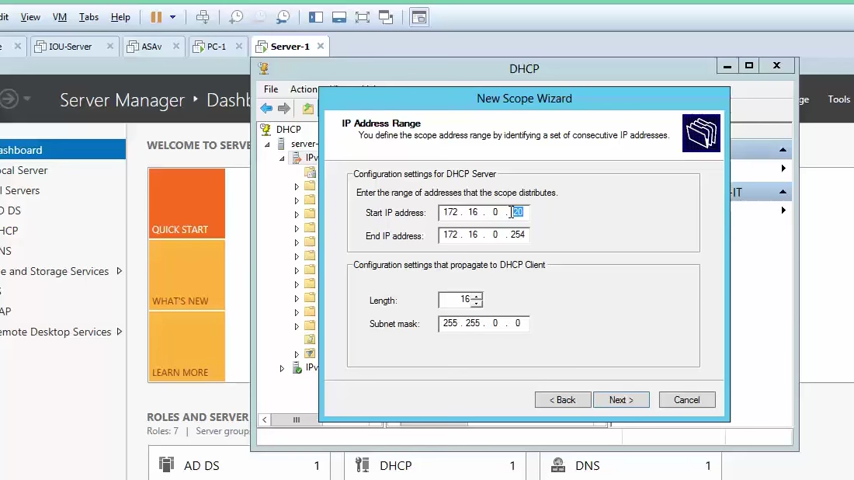 dit View VM Tabs Help
IOU-Server × ASAv × PC-1 × Server-1 ×
DHCP
Server Manager › Dashb
ge Tools
File Action
New Scope Wizard
IP Address Range
You define the scope address range by identifying a set of consecutive IP addresses.
ashboard
ocal Server
l Servers
D DS
HCP
NS
e and Storage Services
S
AP
emote Desktop Services
WELCOME TO SERVE
QUICK START
WHAT'S NEW
LEARN MORE
DHCP
server-
IPv
IPv
-IT
Configuration settings for DHCP Server
Enter the range of addresses that the scope distributes.
Start IP address: 172 . 16 . 0 . 20
End IP address: 172 . 16 . 0 . 254
Configuration settings that propagate to DHCP Client
Length: 16
Subnet mask: 255 . 255 . 0 . 0
< Back Next > Cancel
ROLES AND SERVER
Roles: 7 | Server group
AD DS 1
DHCP 1
DNS 1